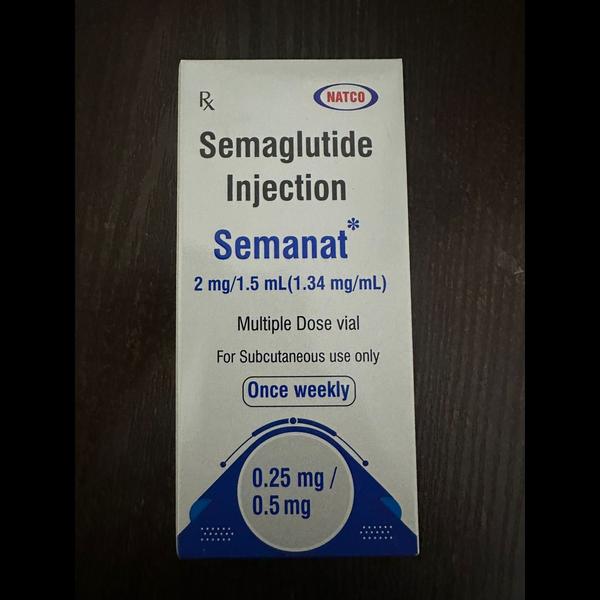 Rx
NATCO
Semaglutide
Injection
Semanat*
2 mg/1.5 mL(1.34 mg/mL)
Multiple Dose vial
For Subcutaneous use only
Once weekly
0.25 mg /
0.5 mg